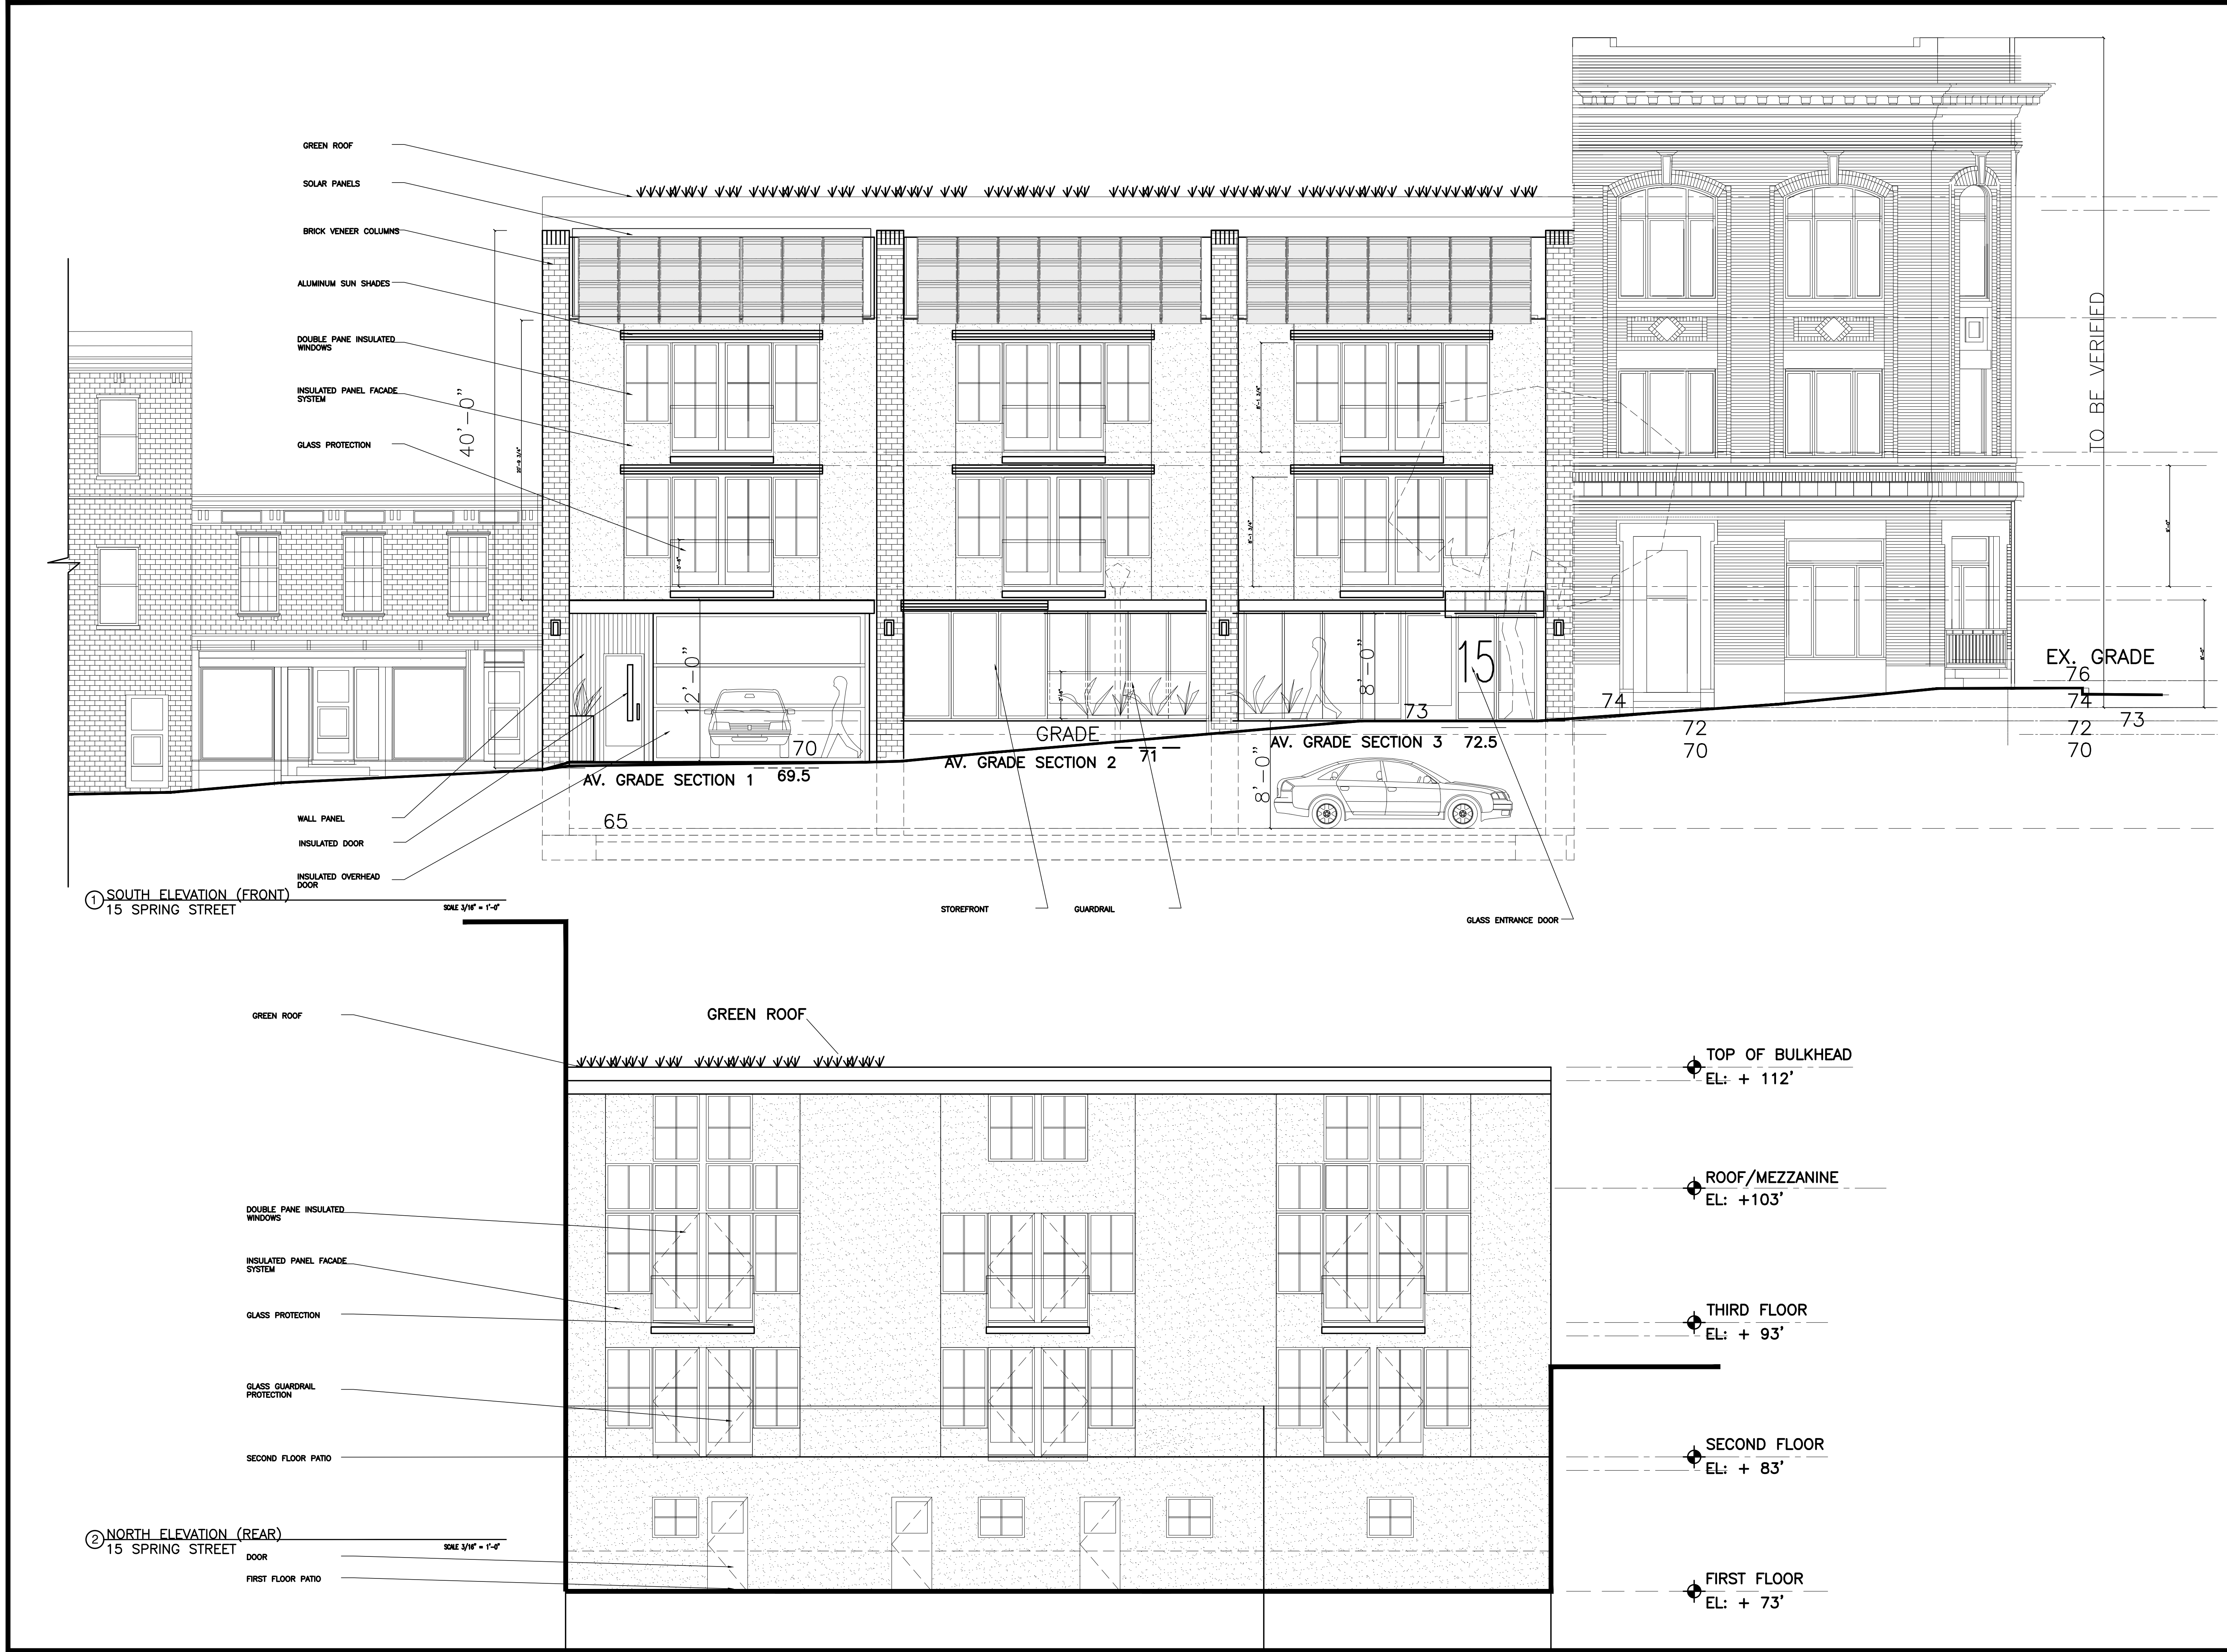 GREEN ROOF
SOLAR PANELS
BRICK VENEER COLUMNS
ALUMINUM SUN SHADES
DOUBLE PANE INSULATED
WINDOWS
INSULATED PANEL FACADE
SYSTEM
GLASS PROTECTION
40'-0"
TO BE VERIFIED
12'-0"
8'-0"
15
EX. GRADE
76
74
74
73
73
72
72
70
70
70
GRADE
AV. GRADE SECTION 1 69.5
AV. GRADE SECTION 2 71
AV. GRADE SECTION 3 72.5
8'-0"
65
WALL PANEL
INSULATED DOOR
INSULATED OVERHEAD
DOOR
1 SOUTH ELEVATION (FRONT)
15 SPRING STREET
SCALE 3/16" = 1'-0"
STOREFRONT
GUARDRAIL
GLASS ENTRANCE DOOR
GREEN ROOF
GREEN ROOF
DOUBLE PANE INSULATED
WINDOWS
INSULATED PANEL FACADE
SYSTEM
GLASS PROTECTION
GLASS GUARDRAIL
PROTECTION
SECOND FLOOR PATIO
2 NORTH ELEVATION (REAR)
15 SPRING STREET
SCALE 3/16" = 1'-0"
DOOR
FIRST FLOOR PATIO
TOP OF BULKHEAD
EL: + 112'
ROOF/MEZZANINE
EL: +103'
THIRD FLOOR
EL: + 93'
SECOND FLOOR
EL: + 83'
FIRST FLOOR
EL: + 73'